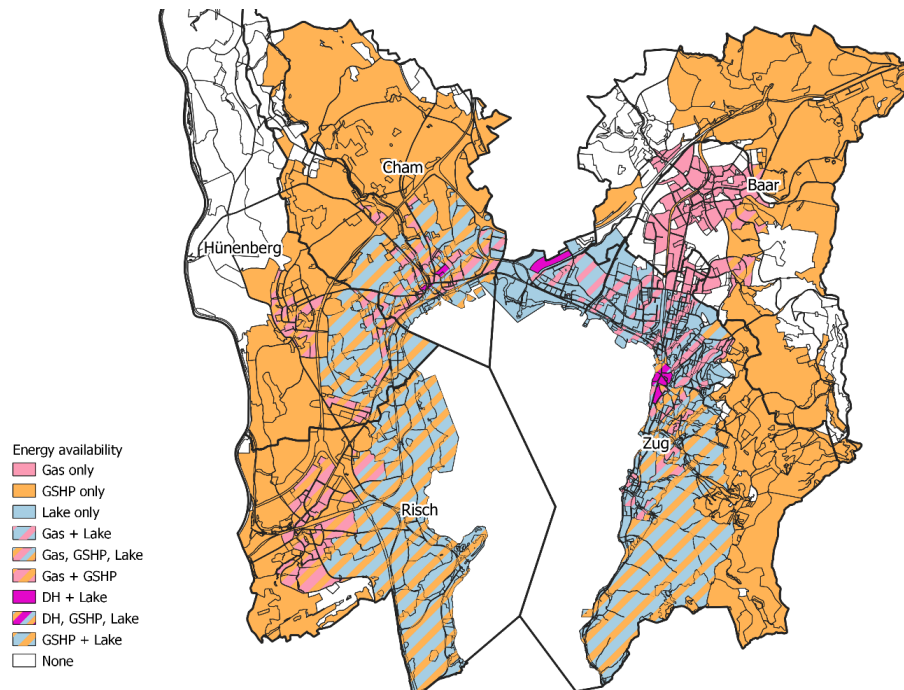 Cham
Baar
Hünenberg
Zug
Risch
Energy availability
Gas only
GSHP only
Lake only
Gas + Lake
Gas, GSHP, Lake
Gas + GSHP
DH + Lake
DH, GSHP, Lake
GSHP + Lake
None